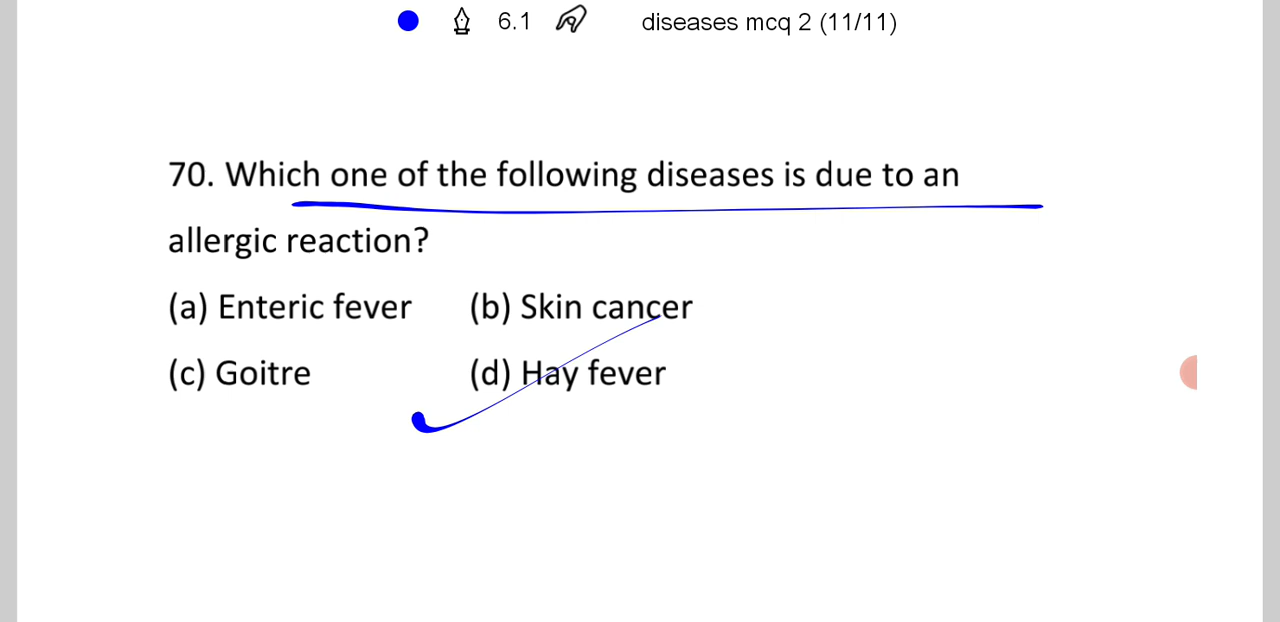 6.1 diseases mcq 2 (11/11)
70. Which one of the following diseases is due to an
allergic reaction?
(a) Enteric fever (b) Skin cancer
(c) Goitre (d) Hay fever